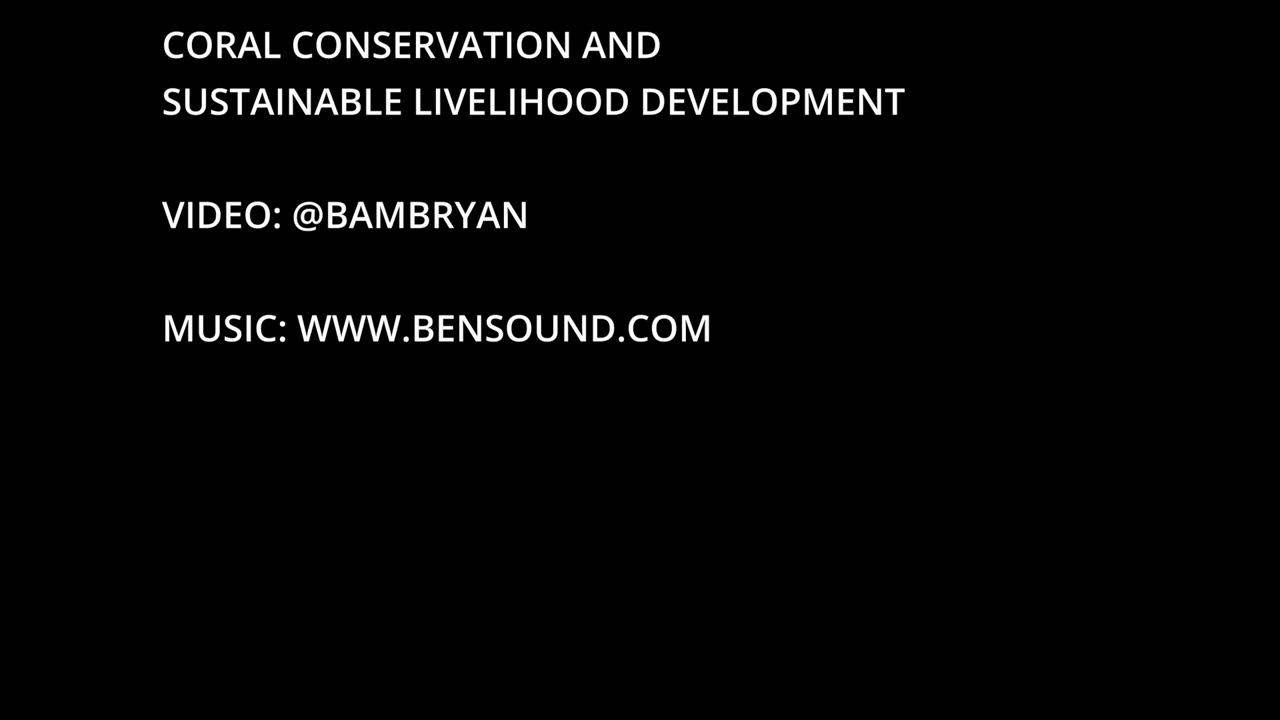 CORAL CONSERVATION AND
SUSTAINABLE LIVELIHOOD DEVELOPMENT
VIDEO: @BAMBRYAN
MUSIC: WWW.BENSOUND.COM